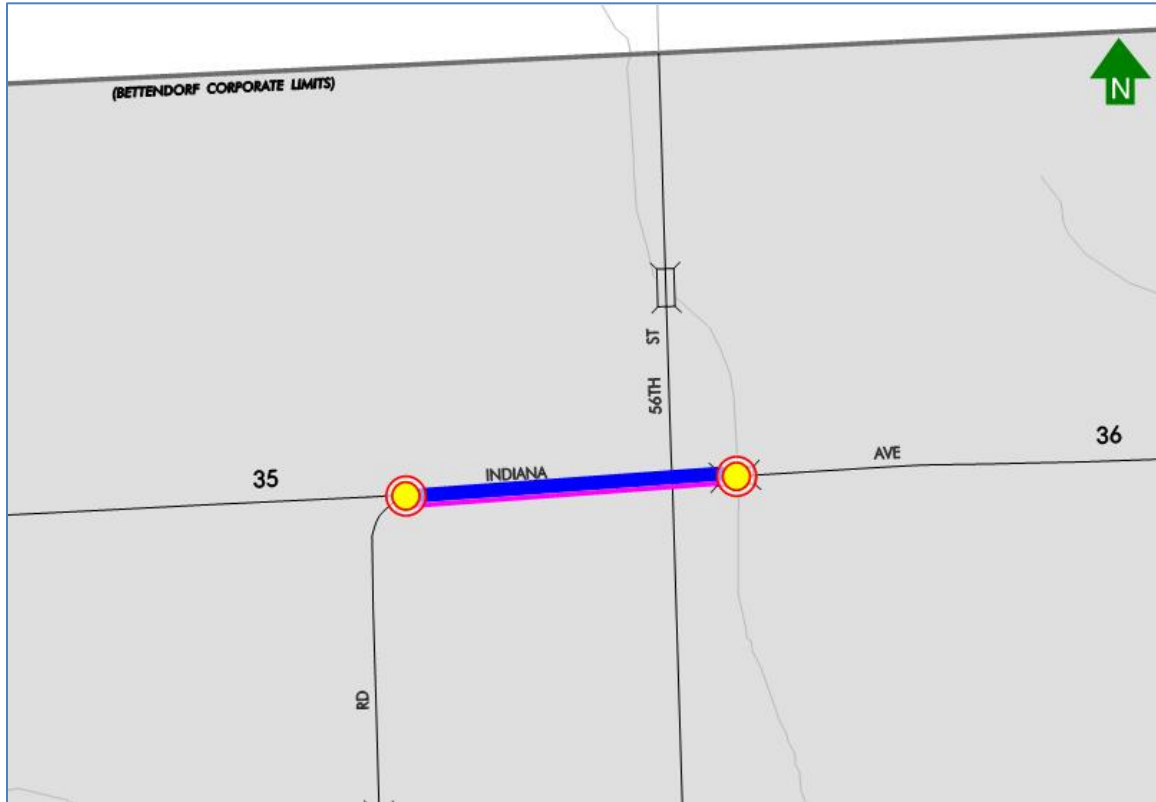 (BETTENDORF CORPORATE LIMITS)
N
56TH ST
36
AVE
INDIANA
35
RD